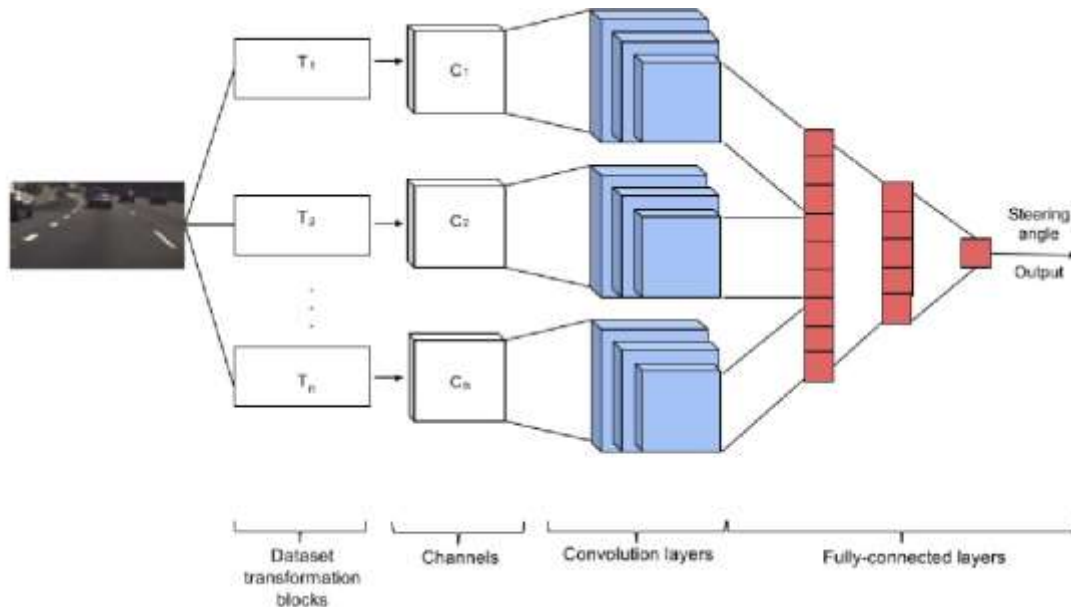 T1
C1
T2
C2
Steering
angle
Output
.
.
.
Tn
Cn
Dataset
transformation
blocks
Channels
Convolution layers
Fully-connected layers